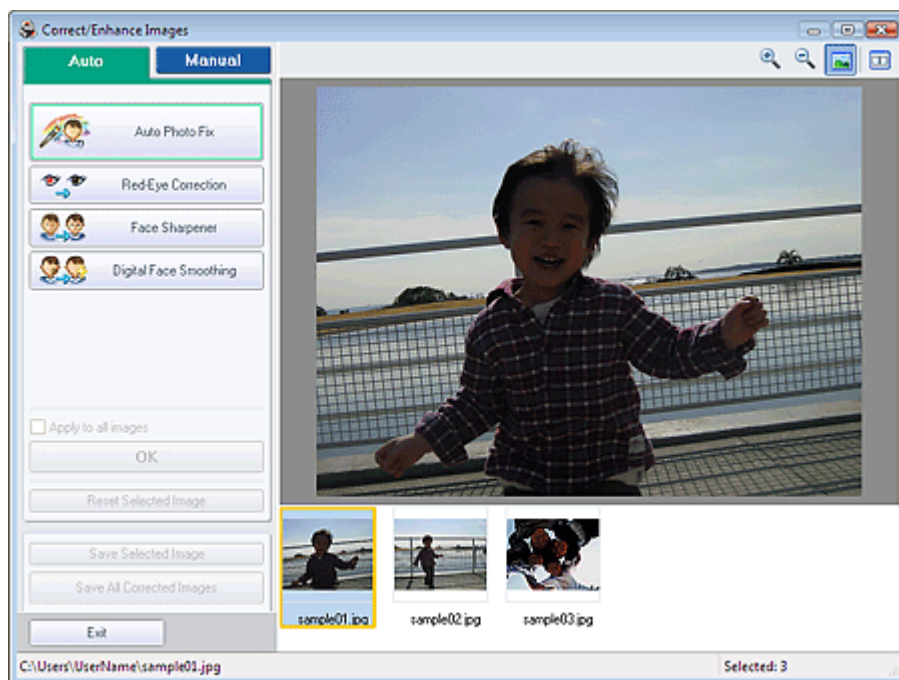 Correct/Enhance Images
Auto
Manual
Auto Photo Fix
Red-Eye Correction
Face Sharpener
Digital Face Smoothing
Apply to all images
OK
Reset Selected Image
Save Selected Image
Save All Corrected Images
Exit
sample01.jpg
sample02.jpg
sample03.jpg
C:\Users\UserName\sample01.jpg
Selected: 3